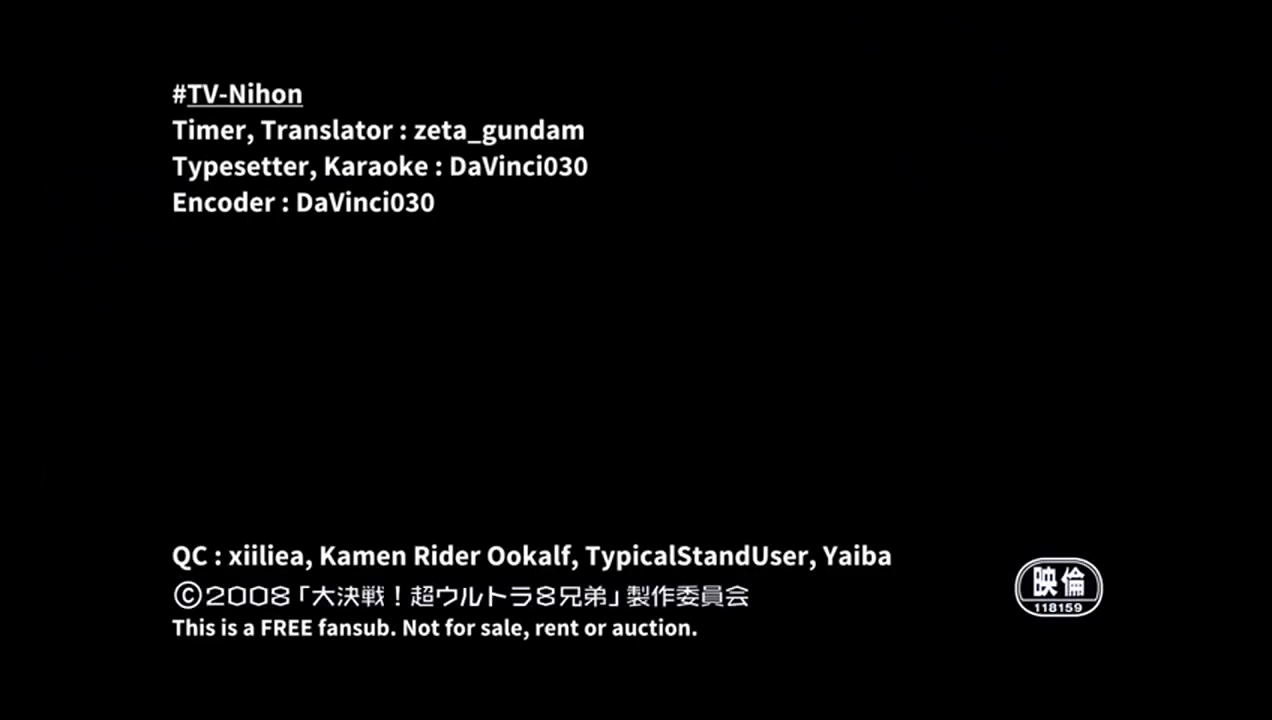 #TV-Nihon
Timer, Translator : zeta_gundam
Typesetter, Karaoke : DaVinci030
Encoder : DaVinci030
QC : xiiliea, Kamen Rider Ookalf, TypicalStandUser, Yaiba
©2008「大決戦！超ウルトラ8兄弟」製作委員会
This is a FREE fansub. Not for sale, rent or auction.
映倫
118159